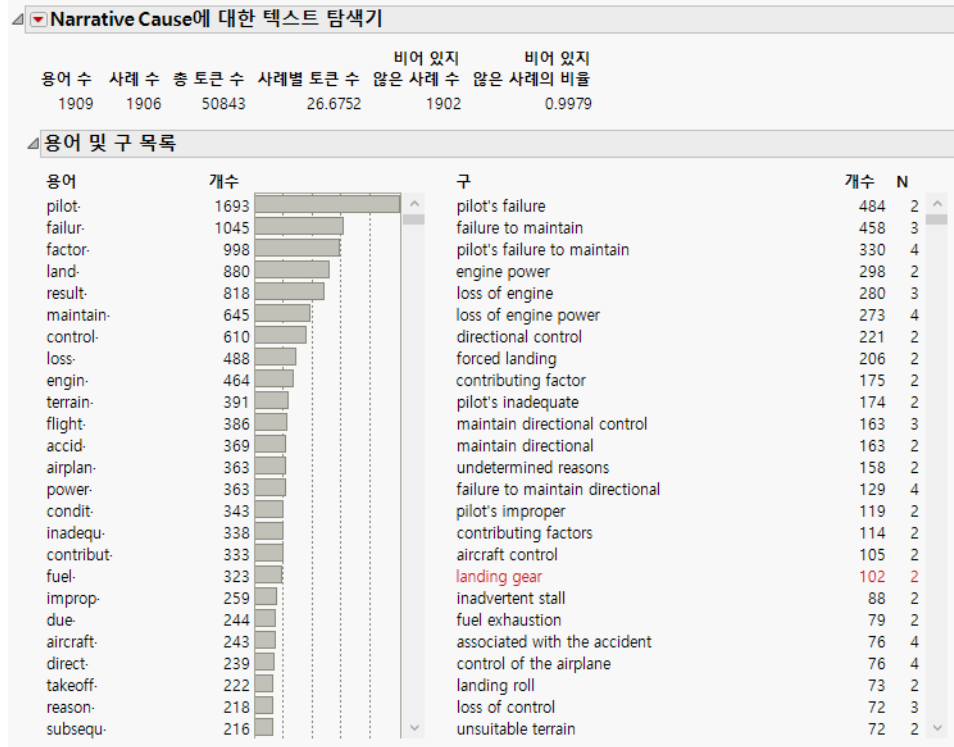 Narrative Cause에 대한 텍스트 탐색기
비어 있지 비어 있지
용어 수 사례 수 총 토큰 수 사례별 토큰 수 않은 사례 수 않은 사례의 비율
1909 1906 50843 26.6752 1902 0.9979
용어 및 구 목록
용어 개수 구 개수 N
pilot· 1693 pilot's failure 484 2
failur· 1045 failure to maintain 458 3
factor· 998 pilot's failure to maintain 330 4
land· 880 engine power 298 2
result· 818 loss of engine 280 3
maintain· 645 loss of engine power 273 4
control· 610 directional control 221 2
loss· 488 forced landing 206 2
engin· 464 contributing factor 175 2
terrain· 391 pilot's inadequate 174 2
flight· 386 maintain directional control 163 3
accid· 369 maintain directional 163 2
airplan· 363 undetermined reasons 158 2
power· 363 failure to maintain directional 129 4
condit· 343 pilot's improper 119 2
inadequ· 338 contributing factors 114 2
contribut· 333 aircraft control 105 2
fuel· 323 landing gear 102 2
improp· 259 inadvertent stall 88 2
due· 244 fuel exhaustion 79 2
aircraft· 243 associated with the accident 76 4
direct· 239 control of the airplane 76 4
takeoff· 222 landing roll 73 2
reason· 218 loss of control 72 3
subsequ· 216 unsuitable terrain 72 2